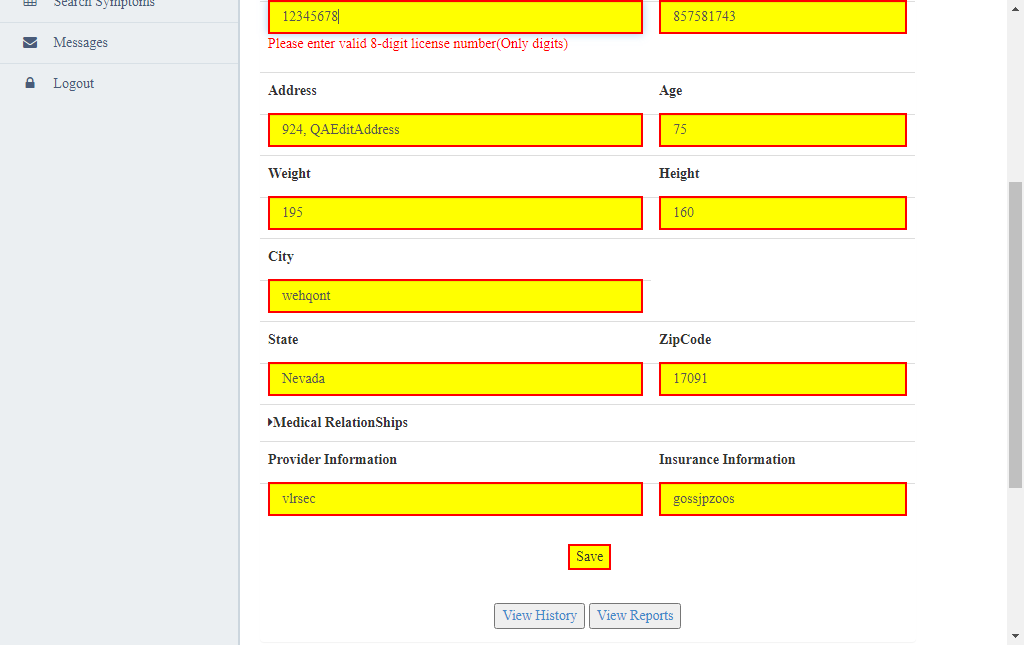 Search Symptoms
Messages
Logout
12345678
857581743
Please enter valid 8-digit license number(Only digits)
Address
Age
924, QAEditAddress
75
Weight
Height
195
160
City
wehqont
State
ZipCode
Nevada
17091
Medical RelationShips
Provider Information
Insurance Information
vlrsec
gossjpzoos
Save
View History
View Reports